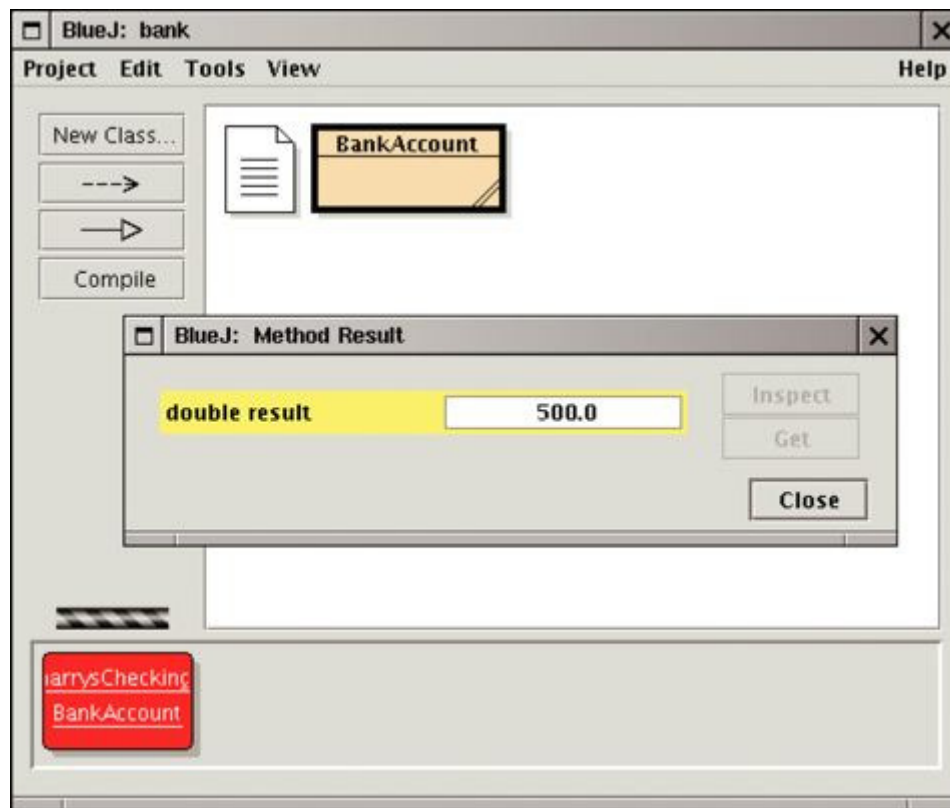 BlueJ: bank
Project Edit Tools View Help
New Class...
BankAccount
Compile
BlueJ: Method Result
double result 500.0
Inspect
Get
Close
arrysChecking
BankAccount